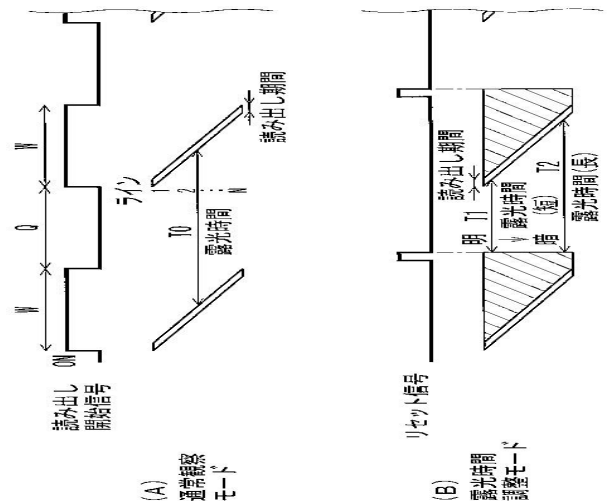 (A)
通常観察
モード
読み出し
開始信号
ON
W
Q
W
ライン
1
2
N
T0
露光時間
読み出し期間
(B)
露光時間
調整モード
リセット信号
読み出し期間
明
暗
T1
露光時間
(短)
T2
露光時間(長)